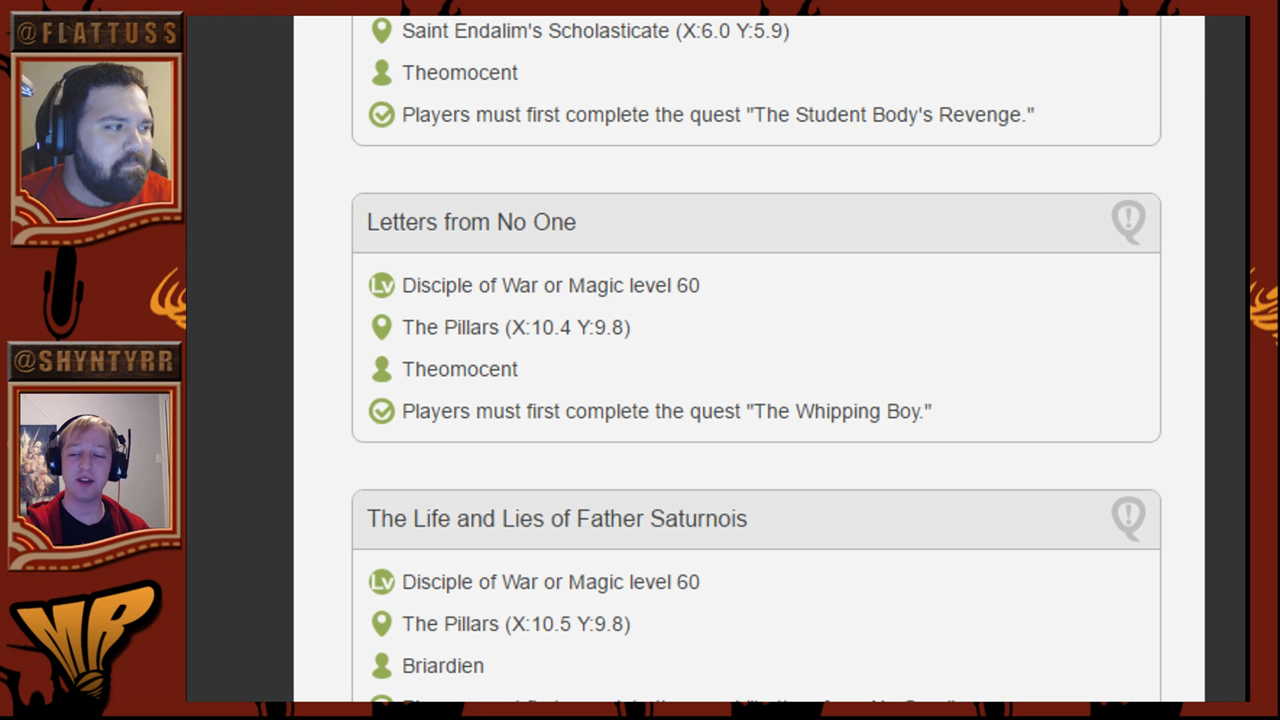 @FLATTUSS
Saint Endalim's Scholasticate (X:6.0 Y:5.9)
Theomocent
Players must first complete the quest "The Student Body's Revenge."
Letters from No One
Lv Disciple of War or Magic level 60
The Pillars (X:10.4 Y:9.8)
Theomocent
Players must first complete the quest "The Whipping Boy."
@SHYNTYRR
The Life and Lies of Father Saturnois
Lv Disciple of War or Magic level 60
The Pillars (X:10.5 Y:9.8)
Briardien
MR